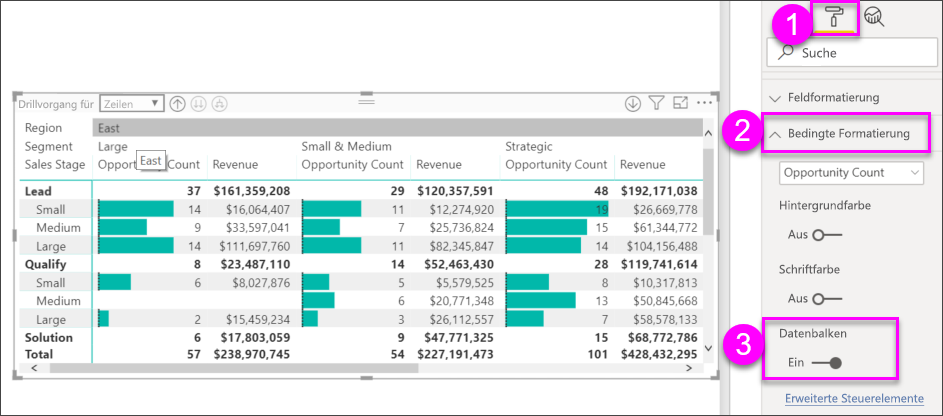 1
Suche
Drillvorgang für Zeilen
Feldformatierung
2
Bedingte Formatierung
Region East
Segment Large Small & Medium Strategic
Sales Stage Opportunity Count Revenue Opportunity Count Revenue Opportunity Count Revenue
East
Lead 37 $161,359,208 29 $120,357,591 48 $192,171,038
Small 14 $16,064,407 11 $12,274,920 19 $26,669,778
Medium 9 $33,597,041 7 $25,736,824 15 $61,344,772
Large 14 $111,697,760 11 $82,345,847 14 $104,156,488
Qualify 8 $23,487,110 14 $52,463,430 28 $119,741,614
Small 6 $8,027,876 5 $5,579,525 8 $10,317,813
Medium 6 $20,771,348 13 $50,845,668
Large 2 $15,459,234 3 $26,112,557 7 $58,578,133
Solution 6 $17,803,059 9 $47,771,325 15 $68,772,786
Total 57 $238,970,745 54 $227,191,473 101 $428,432,295
Opportunity Count
Hintergrundfarbe
Aus
Schriftfarbe
Aus
3
Datenbalken
Ein
Erweiterte Steuerelemente